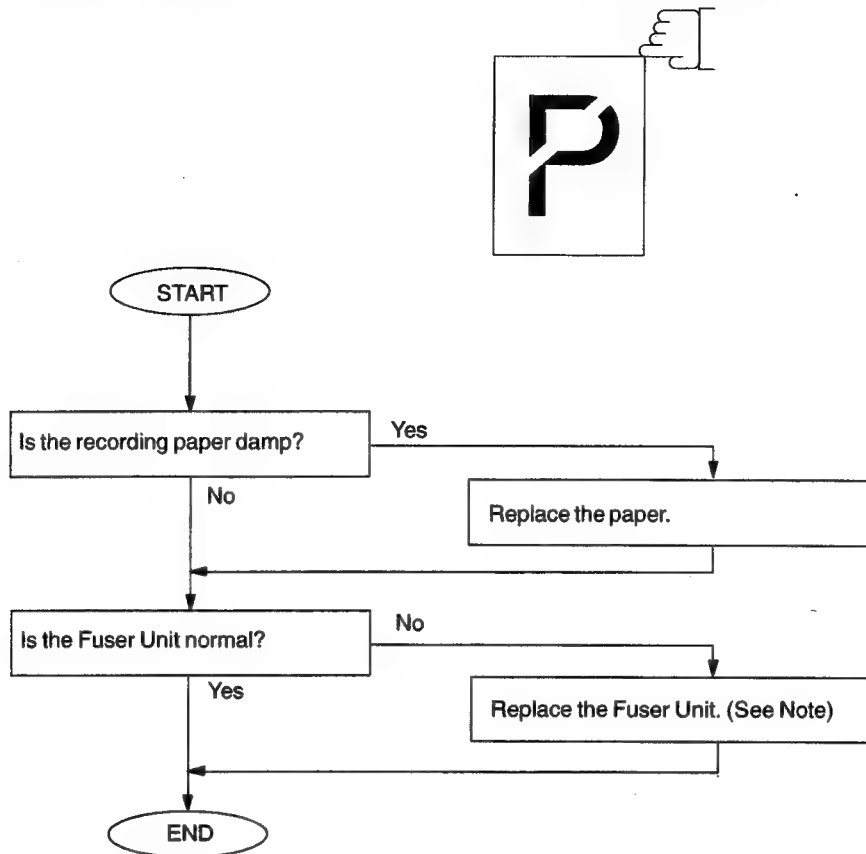 P
START
Is the recording paper damp?
Yes
No
Replace the paper.
Is the Fuser Unit normal?
No
Yes
Replace the Fuser Unit. (See Note)
END